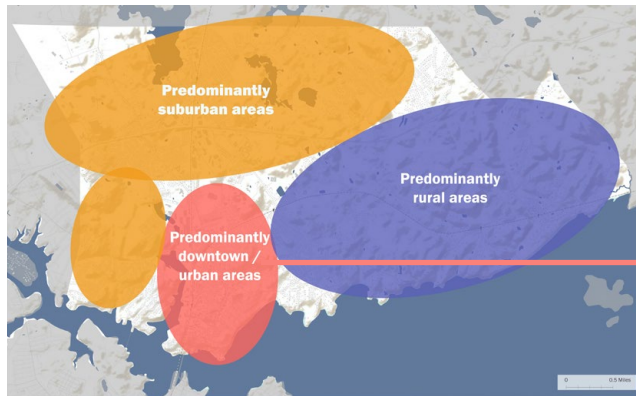 Predominantly
suburban areas
Predominantly
rural areas
Predominantly
downtown /
urban areas
0 0.5 Miles